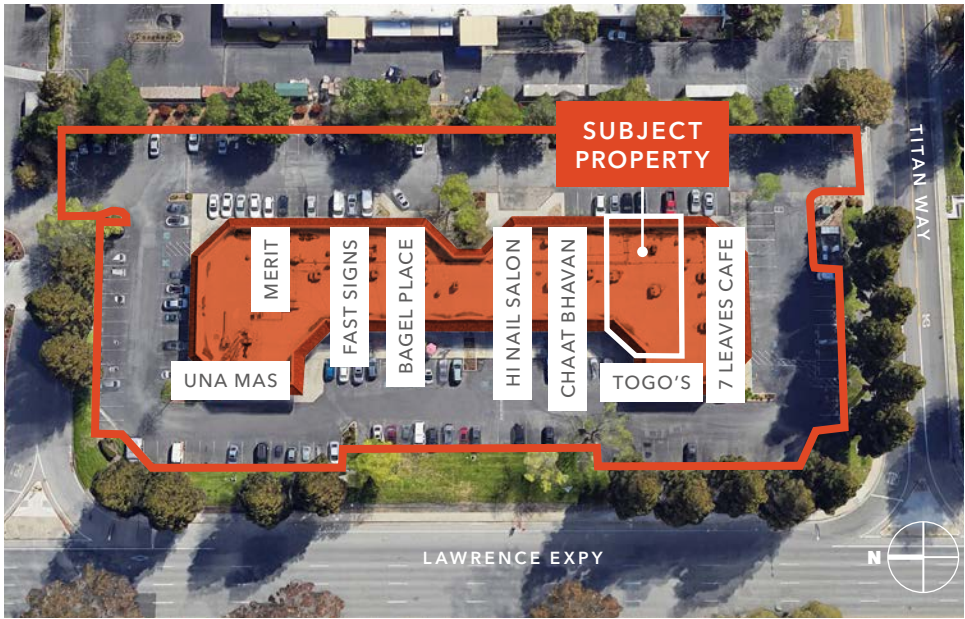 SUBJECT
PROPERTY
TITAN WAY
MERIT
FAST SIGNS
BAGEL PLACE
HI NAIL SALON
CHAAT BHAVAN
7 LEAVES CAFE
UNA MAS
TOGO'S
LAWRENCE EXPY
N